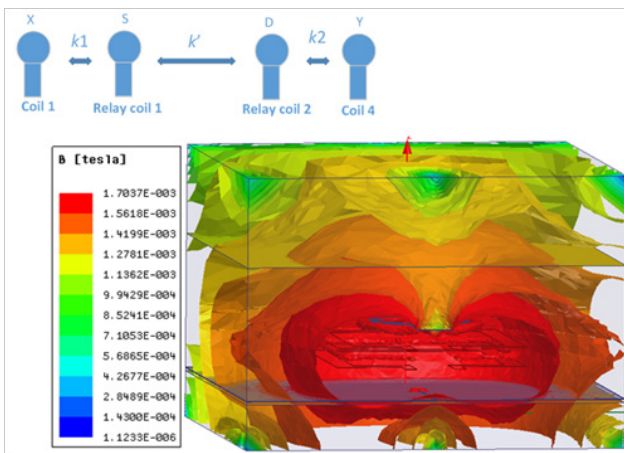 X S D Y
k1 k' k2
Coil 1 Relay coil 1 Relay coil 2 Coil 4
B [tesla]
1.7037E-003
1.5618E-003
1.4199E-003
1.2781E-003
1.1362E-003
9.9429E-004
8.5241E-004
7.1053E-004
5.6865E-004
4.2677E-004
2.8489E-004
1.4300E-004
1.1233E-006